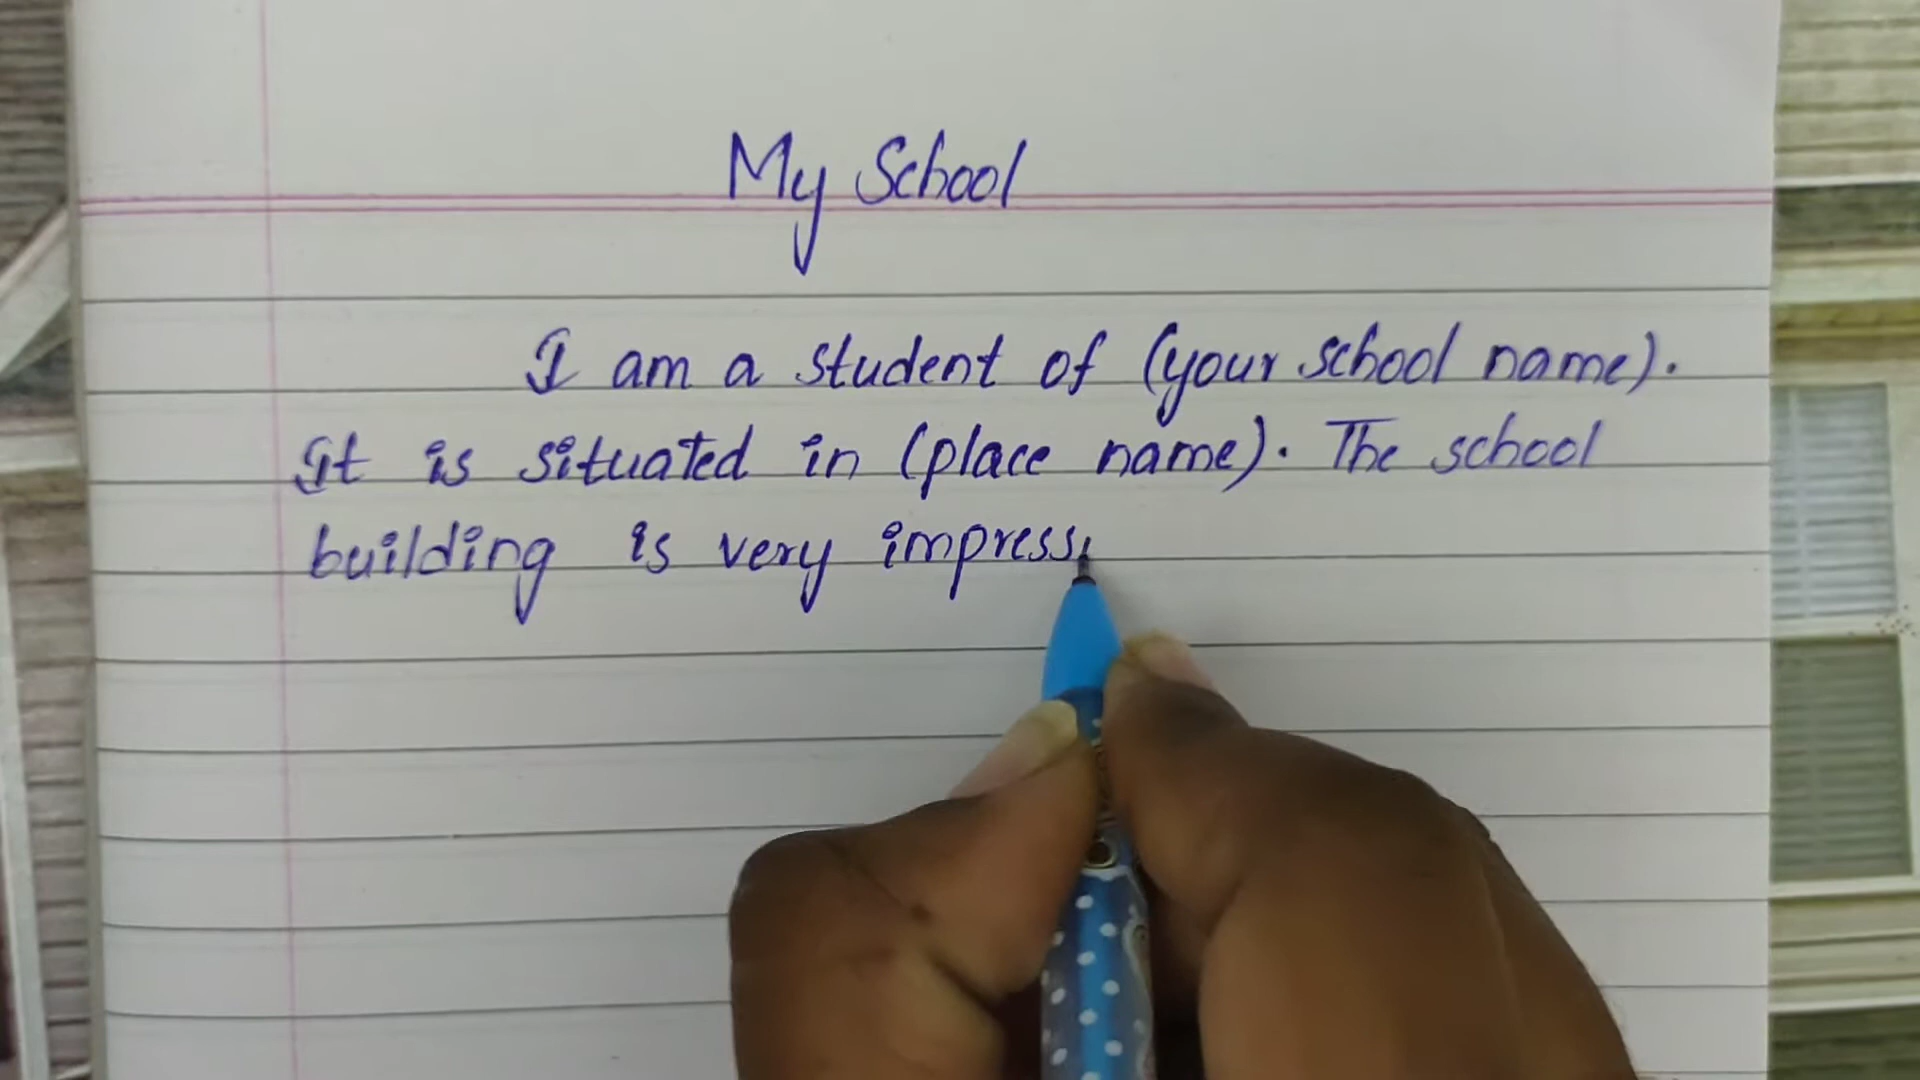 My School
I am a student of (your school name).
It is situated in (place name). The school
building is very impressi